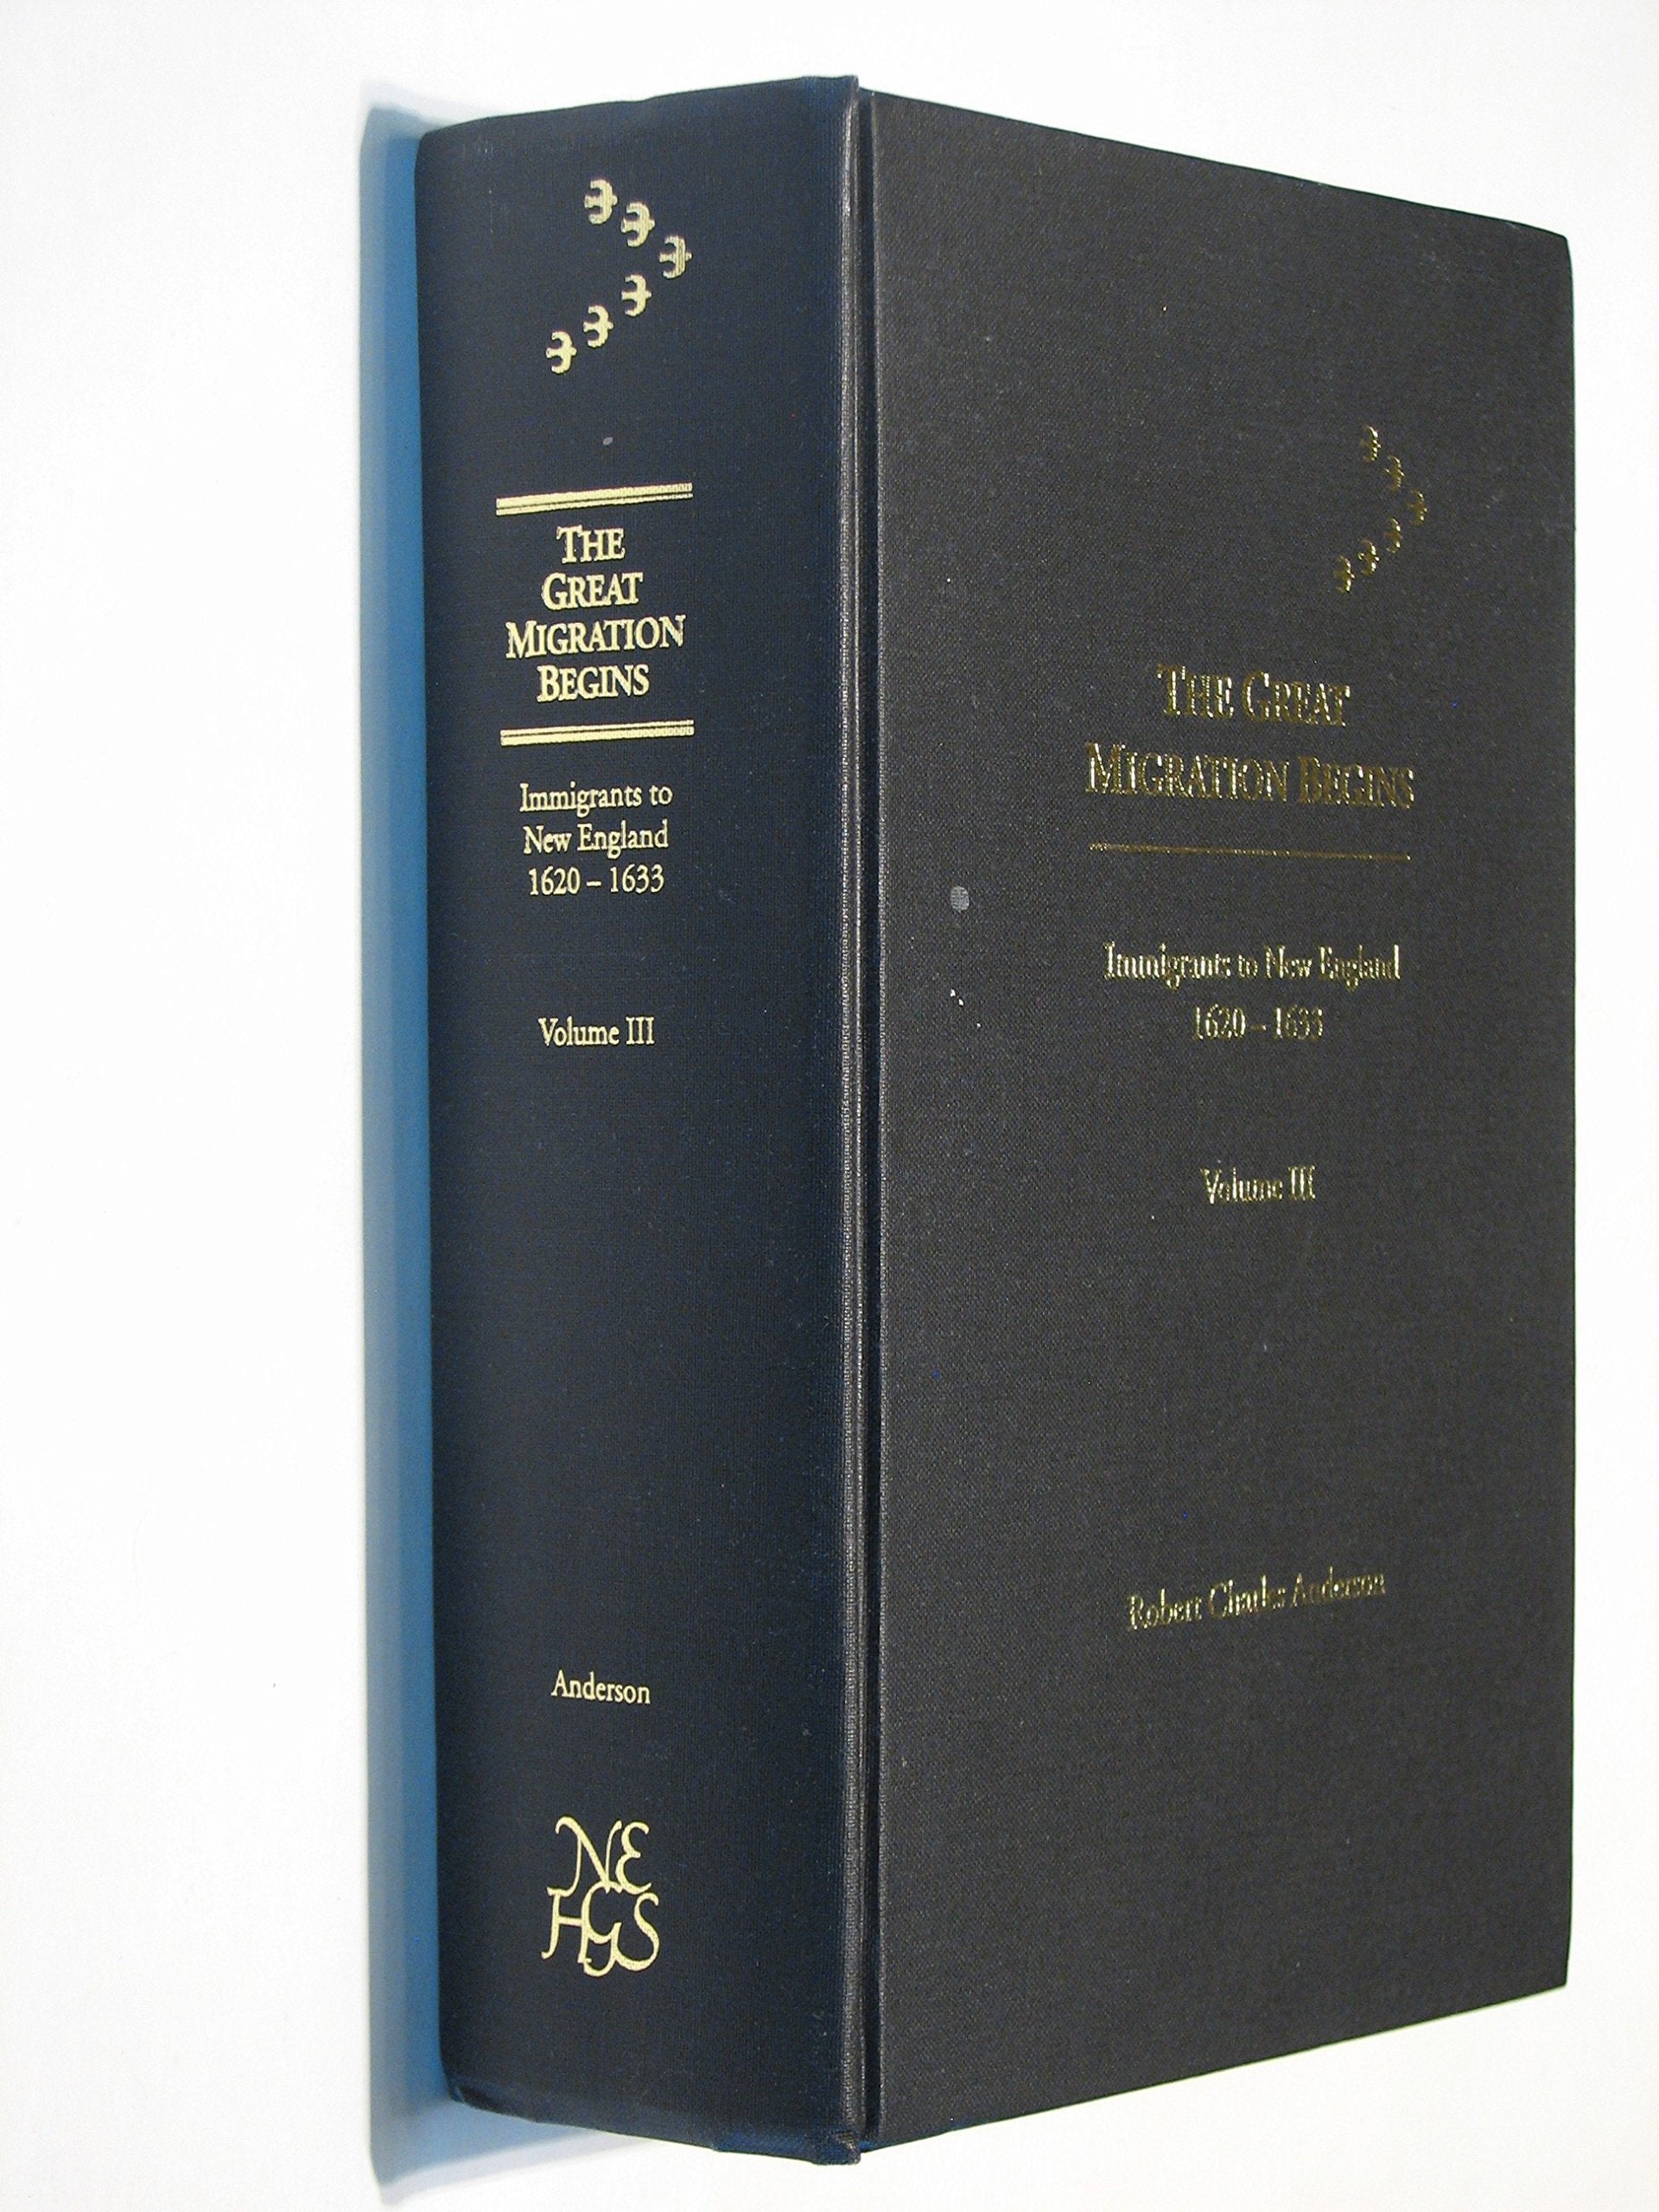 THE
GREAT
MIGRATION
BEGINS
Immigrants to
New England
1620 – 1633
Volume III
Anderson
NE
HGS
THE GREAT
MIGRATION BEGINS
Immigrants to New England
1620 – 1633
Volume III
Robert Charles Anderson